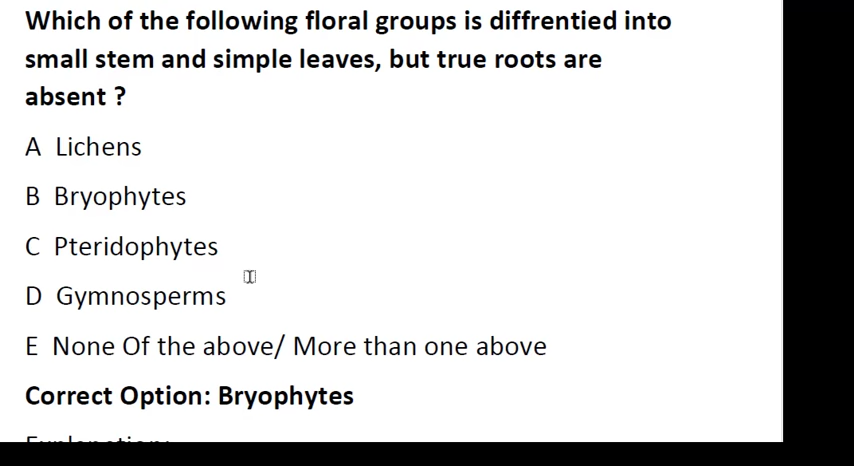 Which of the following floral groups is diffrentied into
small stem and simple leaves, but true roots are
absent ?
A Lichens
B Bryophytes
C Pteridophytes
D Gymnosperms
E None Of the above/ More than one above
Correct Option: Bryophytes